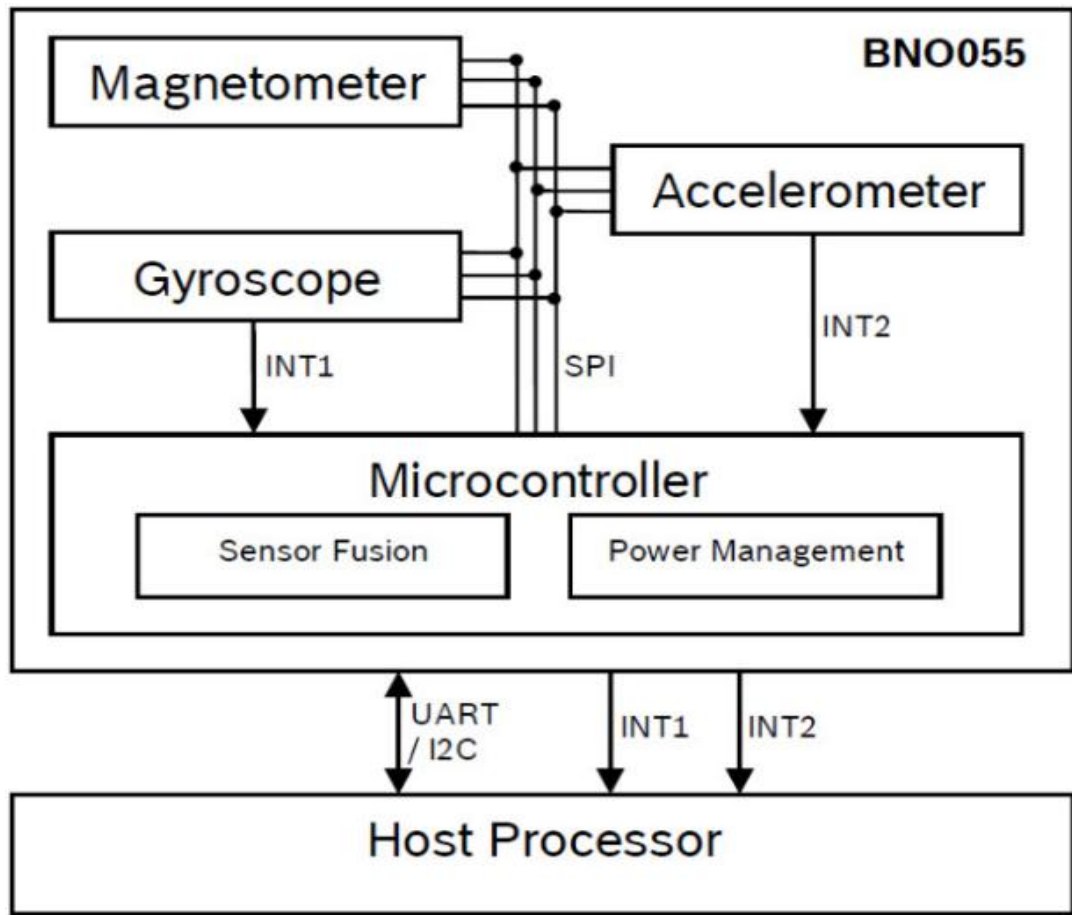 BNO055
Magnetometer
Accelerometer
Gyroscope
INT1
SPI
INT2
Microcontroller
Sensor Fusion
Power Management
UART
/ I2C
INT1
INT2
Host Processor